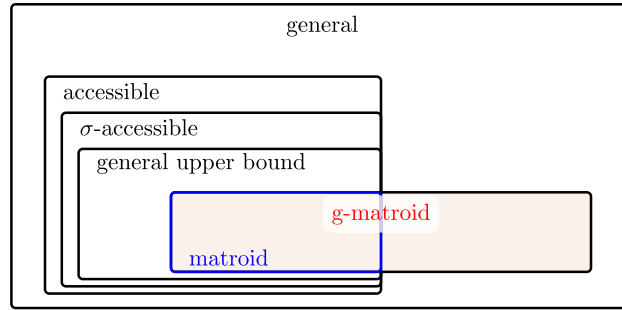 general
accessible
σ-accessible
general upper bound
g-matroid
matroid